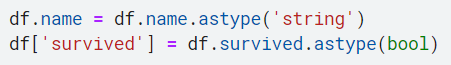 df.name = df.name.astype('string')
df['survived'] = df.survived.astype(bool)